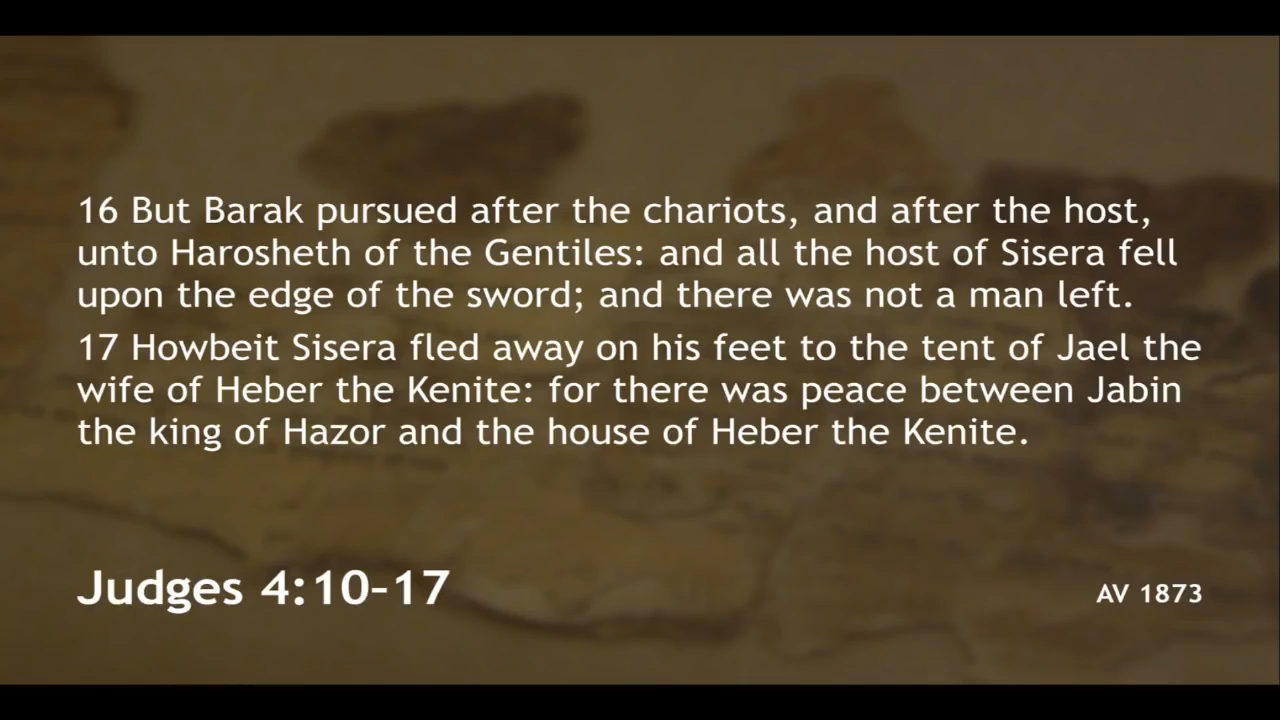 16 But Barak pursued after the chariots, and after the host,
unto Harosheth of the Gentiles: and all the host of Sisera fell
upon the edge of the sword; and there was not a man left.
17 Howbeit Sisera fled away on his feet to the tent of Jael the
wife of Heber the Kenite: for there was peace between Jabin
the king of Hazor and the house of Heber the Kenite.
Judges 4:10–17
AV 1873